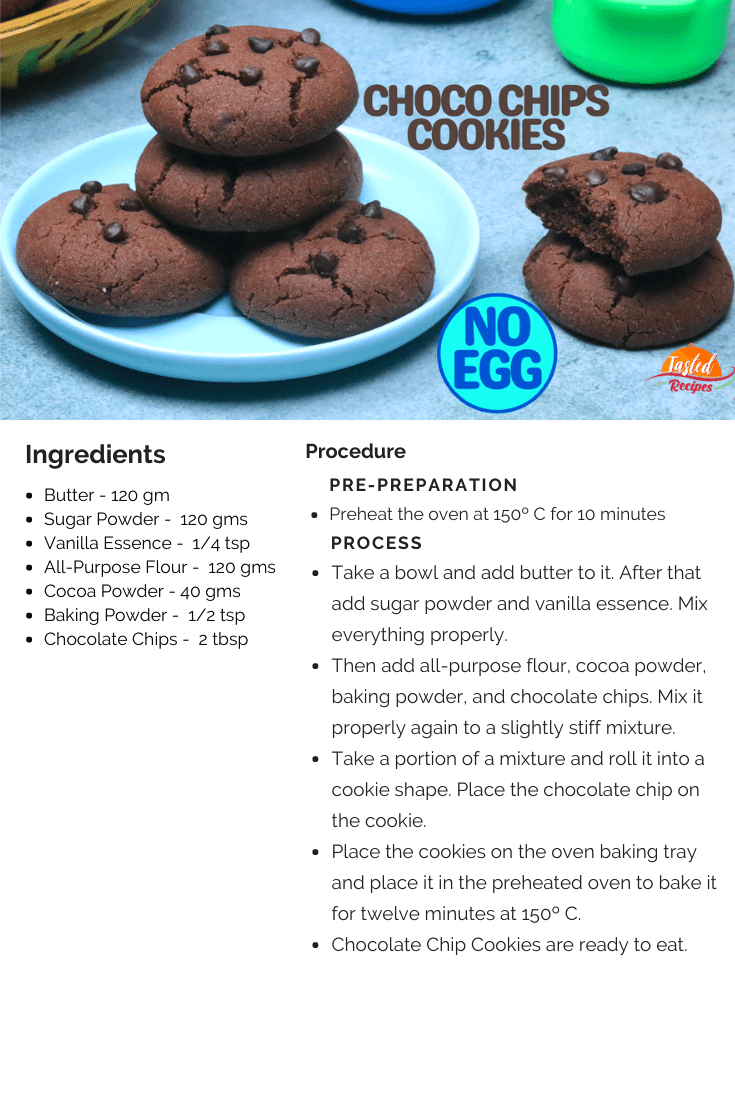 CHOCO CHIPS
COOKIES
NO
EGG
Tasted
Recipes
Ingredients
• Butter - 120 gm
• Sugar Powder - 120 gms
• Vanilla Essence - 1/4 tsp
• All-Purpose Flour - 120 gms
• Cocoa Powder - 40 gms
• Baking Powder - 1/2 tsp
• Chocolate Chips - 2 tbsp
Procedure
PRE-PREPARATION
• Preheat the oven at 150º C for 10 minutes
PROCESS
• Take a bowl and add butter to it. After that
add sugar powder and vanilla essence. Mix
everything properly.
• Then add all-purpose flour, cocoa powder,
baking powder, and chocolate chips. Mix it
properly again to a slightly stiff mixture.
• Take a portion of a mixture and roll it into a
cookie shape. Place the chocolate chip on
the cookie.
• Place the cookies on the oven baking tray
and place it in the preheated oven to bake it
for twelve minutes at 150º C.
• Chocolate Chip Cookies are ready to eat.